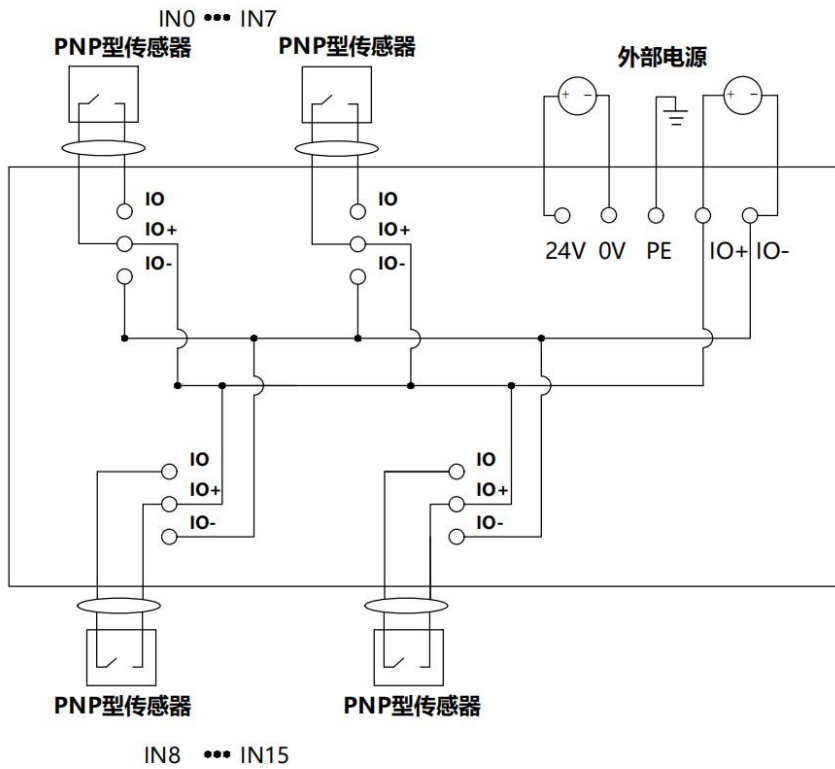 IN0 ••• IN7
PNP型传感器 PNP型传感器
外部电源
+ - + -
IO IO
IO+ IO+
IO- IO-
24V 0V PE IO+ IO-
IO IO
IO+ IO+
IO- IO-
PNP型传感器 PNP型传感器
IN8 ••• IN15